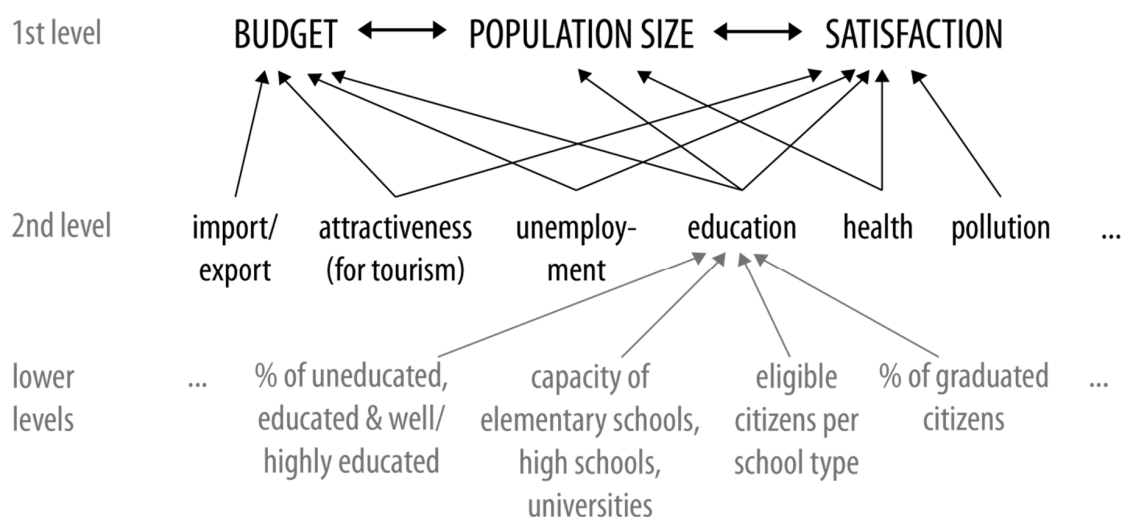 1st level BUDGET POPULATION SIZE SATISFACTION
2nd level import/ attractiveness unemploy- education health pollution ...
export (for tourism) ment
lower ... % of uneducated, capacity of eligible % of graduated ...
levels educated & well/ elementary schools, citizens per citizens
highly educated high schools, school type
universities